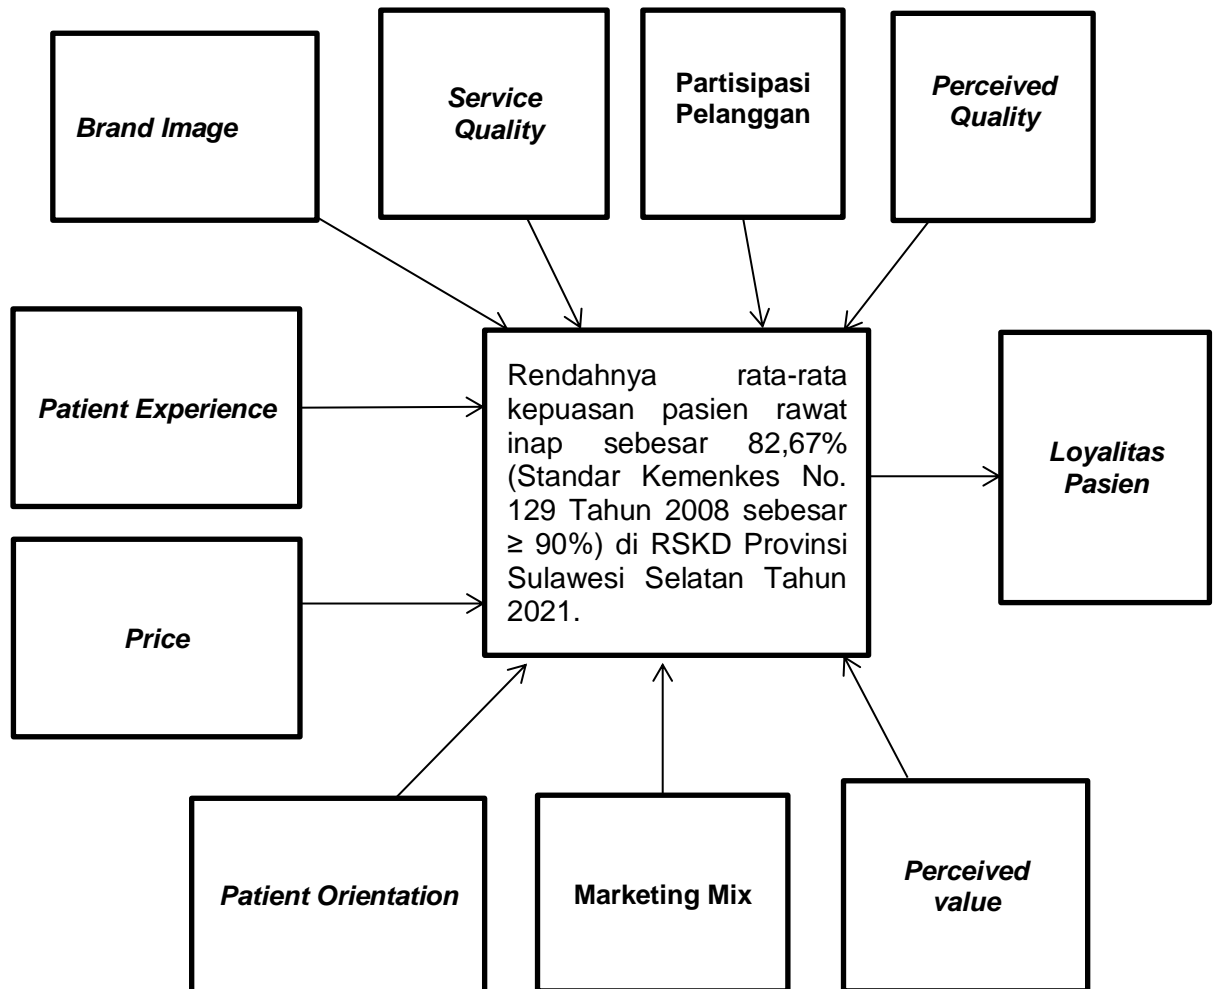 Brand Image
Service
Quality
Partisipasi
Pelanggan
Perceived
Quality
Patient Experience
Rendahnya rata-rata
kepuasan pasien rawat
inap sebesar 82,67%
(Standar Kemenkes No.
129 Tahun 2008 sebesar
≥ 90%) di RSKD Provinsi
Sulawesi Selatan Tahun
2021.
Loyalitas
Pasien
Price
Patient Orientation
Marketing Mix
Perceived
value